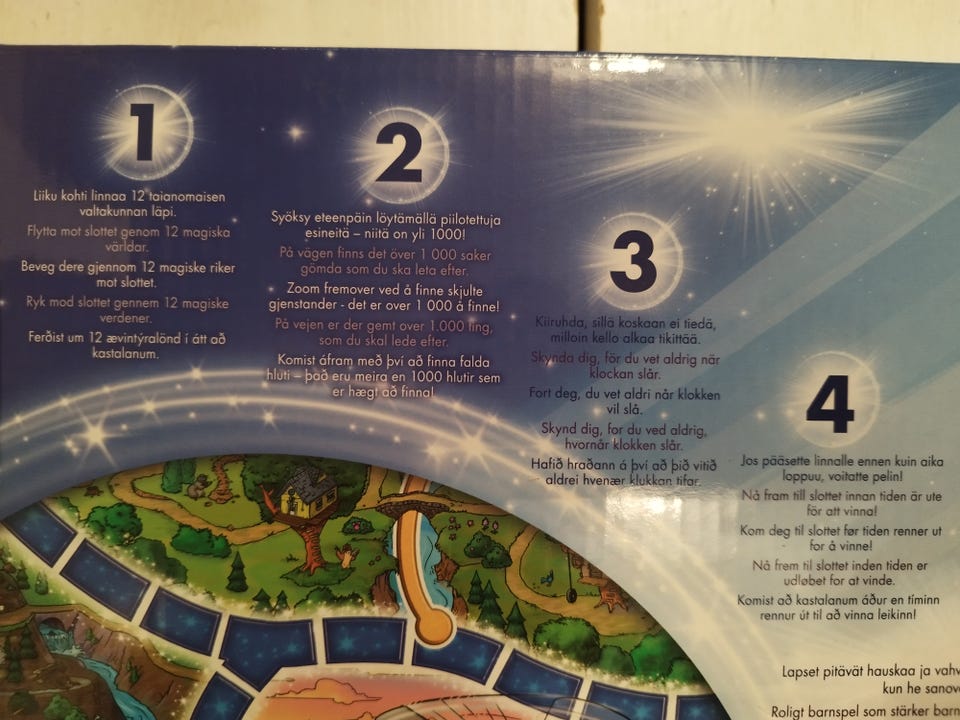 1
Liiku kohti linnaa 12 taianomaisen
valtakunnan läpi.
Flytta mot slottet genom 12 magiska
världar.
Beveg dere gjennom 12 magiske riker
mot slottet.
Ryk mod slottet gennem 12 magiske
verdener.
Ferðist um 12 ævintýralönd í átt að
kastalanum.
2
Syöksy eteenpäin löytämällä piilotettuja
esineitä – niitä on yli 1000!
På vägen finns det över 1 000 saker
gömda som du ska leta efter.
Zoom fremover ved å finne skjulte
gjenstander - det er over 1 000 å finne!
På vejen er der gemt over 1.000 ting,
som du skal lede efter.
Komist áfram með því að finna falda
hluti – það eru meira en 1000 hlutir sem
er hægt að finna!
3
Kiiruhda, sillä koskaan ei tiedä,
milloin kello alkaa tikittää.
Skynda dig, för du vet aldrig när
klockan slår.
Fort deg, du vet aldri når klokken
vil slå.
Skynd dig, for du ved aldrig,
hvornår klokken slår.
Hafið hraðann á því að þið vitið
aldrei hvenær klukkan tifar.
4
Jos pääsette linnalle ennen kuin aika
loppuu, voitatte pelin!
Nå fram till slottet innan tiden är ute
för att vinna!
Kom deg til slottet før tiden renner ut
for å vinne!
Nå frem til slottet inden tiden er
udløbet for at vinde.
Komist að kastalanum áður en tíminn
rennur út til að vinna leikinn!
Lapset pitävät hauskaa ja
kun he
Roligt barnspel som stärker